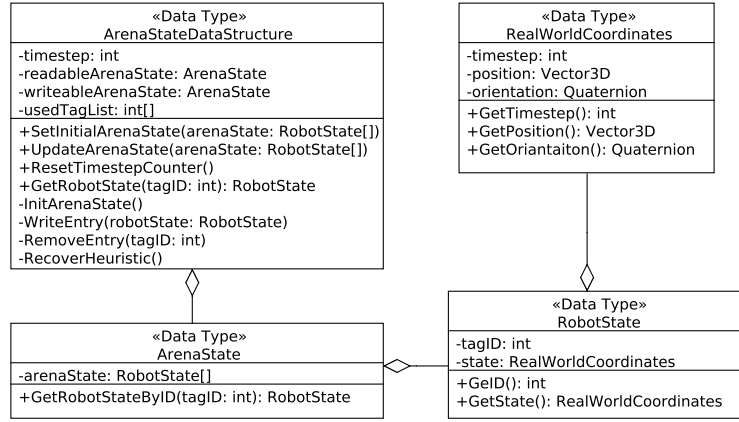 «Data Type»
ArenaStateDataStructure
-timestep: int
-readableArenaState: ArenaState
-writeableArenaState: ArenaState
-usedTagList: int[]
+SetInitialArenaState(arenaState: RobotState[])
+UpdateArenaState(arenaState: RobotState[])
+ResetTimestepCounter()
+GetRobotState(tagID: int): RobotState
-InitArenaState()
-WriteEntry(robotState: RobotState)
-RemoveEntry(tagID: int)
-RecoverHeuristic()
«Data Type»
RealWorldCoordinates
-timestep: int
-position: Vector3D
-orientation: Quaternion
+GetTimestep(): int
+GetPosition(): Vector3D
+GetOriantaiton(): Quaternion
«Data Type»
ArenaState
-arenaState: RobotState[]
+GetRobotStateByID(tagID: int): RobotState
«Data Type»
RobotState
-tagID: int
-state: RealWorldCoordinates
+GeID(): int
+GetState(): RealWorldCoordinates